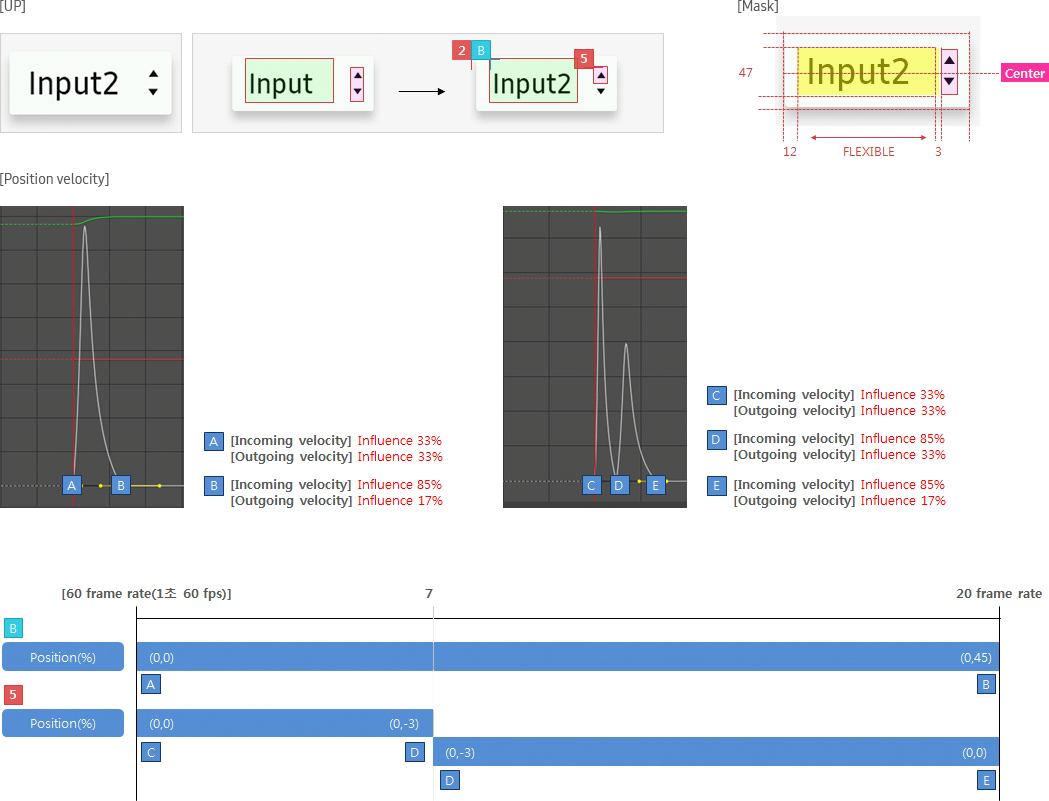 [UP]
[Mask]
Input2
Input
2
B
5
Input2
Input2
47
Center
12
FLEXIBLE
3
[Position velocity]
A
B
A
[Incoming velocity] Influence 33%
[Outgoing velocity] Influence 33%
B
[Incoming velocity] Influence 85%
[Outgoing velocity] Influence 17%
C
D
E
C
[Incoming velocity] Influence 33%
[Outgoing velocity] Influence 33%
D
[Incoming velocity] Influence 85%
[Outgoing velocity] Influence 33%
E
[Incoming velocity] Influence 85%
[Outgoing velocity] Influence 17%
[60 frame rate(1초 60 fps)]
7
20 frame rate
B
Position(%)
(0,0)
(0,45)
A
B
5
Position(%)
(0,0)
(0,-3)
C
D
(0,-3)
(0,0)
D
E